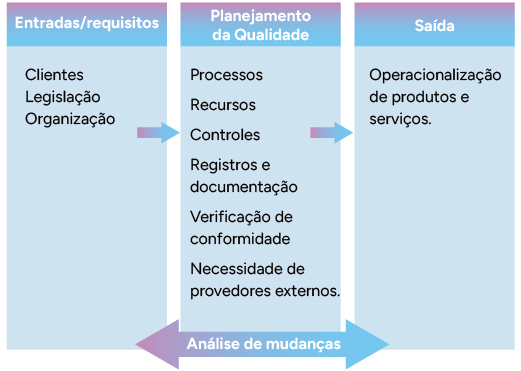 Entradas/requisitos
Clientes
Legislação
Organização
Planejamento
da Qualidade
Processos
Recursos
Controles
Registros e
documentação
Verificação de
conformidade
Necessidade de
provedores externos.
Saída
Operacionalização
de produtos e
serviços.
Análise de mudanças